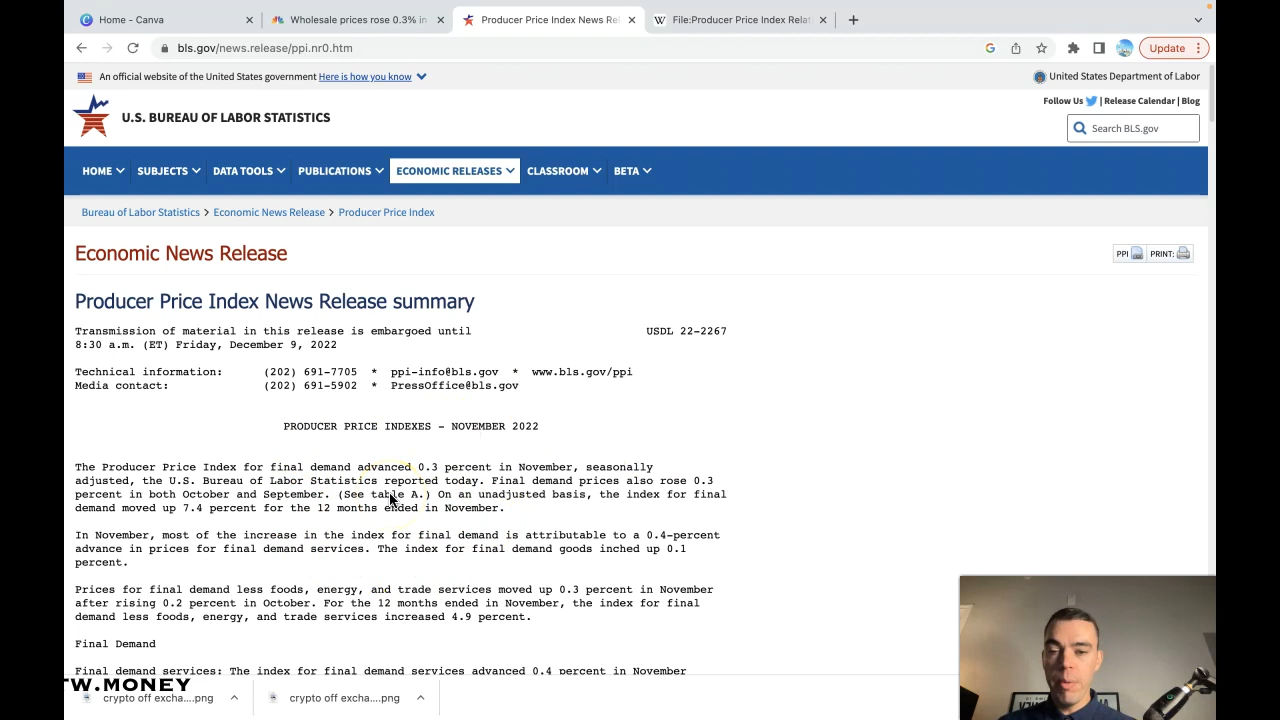 Home - Canva
Wholesale prices rose 0.3% in
Producer Price Index News Rel
File:Producer Price Index Relat
bls.gov/news.release/ppi.nr0.htm
Update
An official website of the United States government Here is how you know
United States Department of Labor
Follow Us | Release Calendar | Blog
U.S. BUREAU OF LABOR STATISTICS
Search BLS.gov
HOME SUBJECTS DATA TOOLS PUBLICATIONS ECONOMIC RELEASES CLASSROOM BETA
Bureau of Labor Statistics > Economic News Release > Producer Price Index
Economic News Release
PPI PRINT:
Producer Price Index News Release summary
Transmission of material in this release is embargoed until USDL 22-2267
8:30 a.m. (ET) Friday, December 9, 2022
Technical information: (202) 691-7705 * ppi-info@bls.gov * www.bls.gov/ppi
Media contact: (202) 691-5902 * PressOffice@bls.gov
PRODUCER PRICE INDEXES - NOVEMBER 2022
The Producer Price Index for final demand advanced 0.3 percent in November, seasonally
adjusted, the U.S. Bureau of Labor Statistics reported today. Final demand prices also rose 0.3
percent in both October and September. (See table A.) On an unadjusted basis, the index for final
demand moved up 7.4 percent for the 12 months ended in November.
In November, most of the increase in the index for final demand is attributable to a 0.4-percent
advance in prices for final demand services. The index for final demand goods inched up 0.1
percent.
Prices for final demand less foods, energy, and trade services moved up 0.3 percent in November
after rising 0.2 percent in October. For the 12 months ended in November, the index for final
demand less foods, energy, and trade services increased 4.9 percent.
Final Demand
Final demand services: The index for final demand services advanced 0.4 percent in November
TW.MONEY
crypto off excha....png
crypto off excha....png